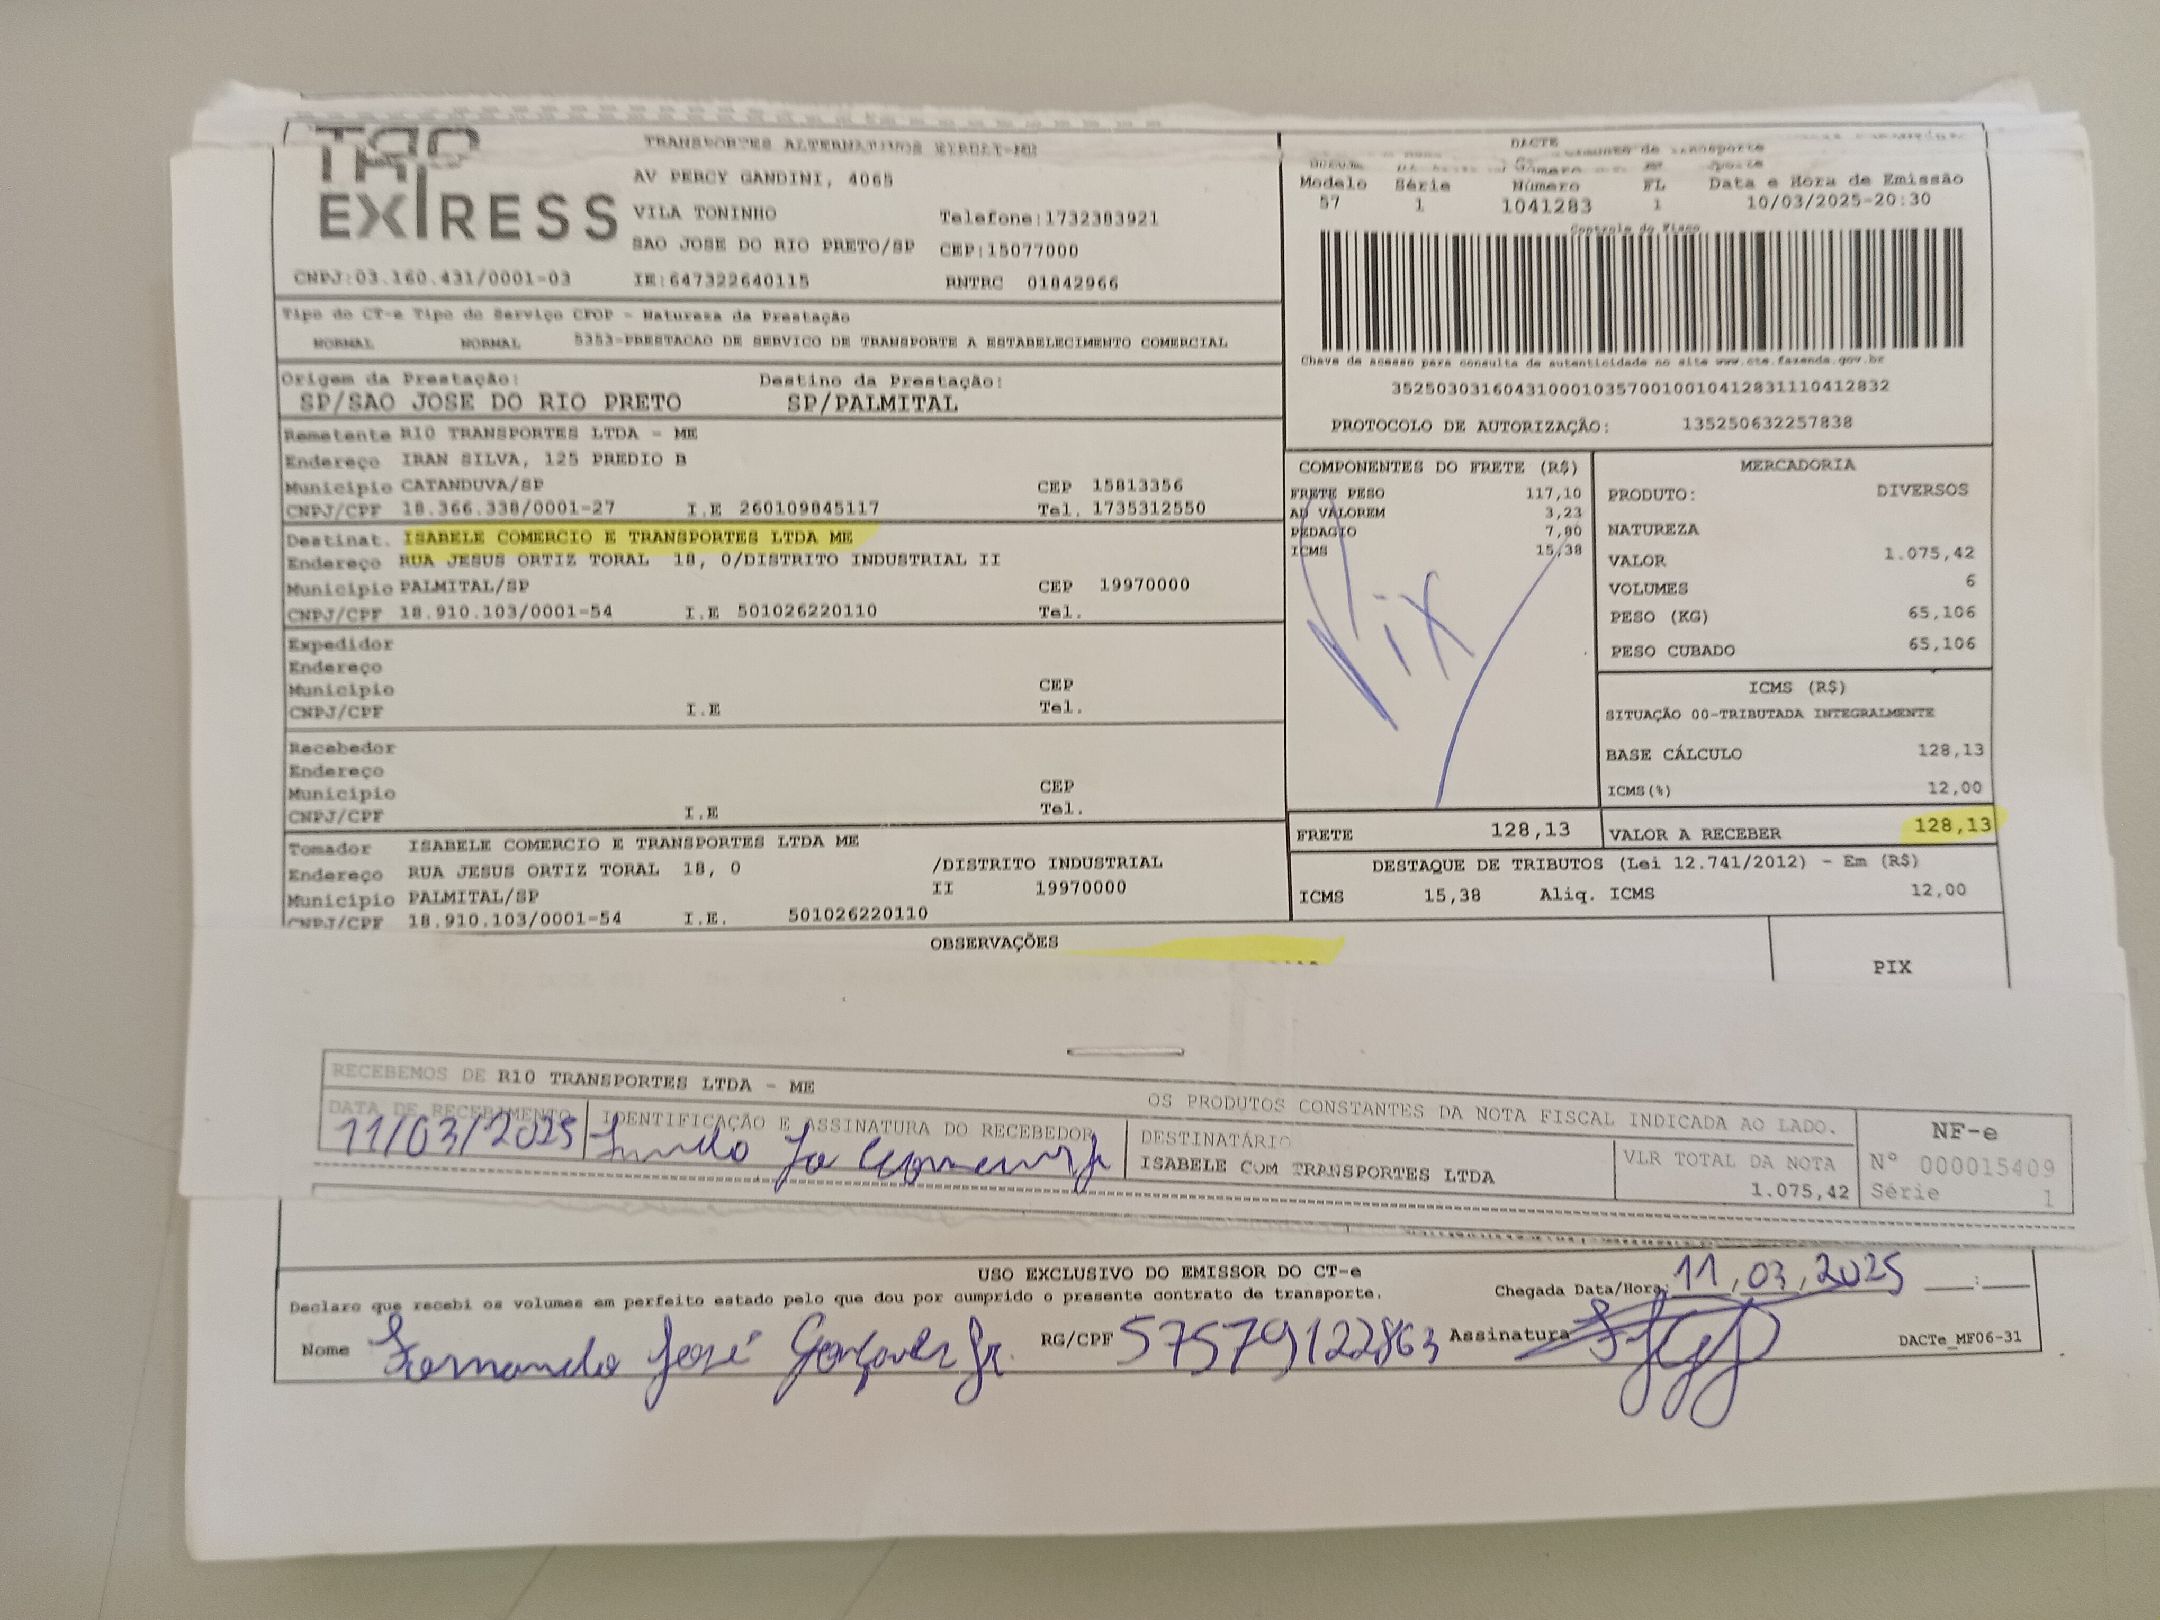 EXPRESS
TRANSPORTES ALTERNATIVOS EYRELI-ME
AV PERCY GANDINI, 4065
VILA TONINHO Telefone:1732383921
SAO JOSE DO RIO PRETO/SP CEP:15077000
CNPJ:03.160.431/0001-03 IE:647322640115 RNTRC 01842966
DACTE
Modelo Série Número FL Data e Hora de Emissão
57 1 1041283 1 10/03/2025-20:30
Controle do Fisco
Chave de acesso para consulta de autenticidade no site www.cte.fazenda.gov.br
35250303160431000103570010010412831110412832
PROTOCOLO DE AUTORIZAÇÃO: 135250632257838
Tipo do CT-e Tipo do Serviço CFOP - Natureza da Prestação
NORMAL NORMAL 5353-PRESTACAO DE SERVICO DE TRANSPORTE A ESTABELECIMENTO COMERCIAL
Origem da Prestação: Destino da Prestação:
SP/SAO JOSE DO RIO PRETO SP/PALMITAL
Remetente R10 TRANSPORTES LTDA - ME
Endereço IRAN SILVA, 125 PREDIO B
Municipio CATANDUVA/SP CEP 15813356
CNPJ/CPF 18.366.338/0001-27 I.E 260109845117 Tel. 1735312550
Destinat. ISABELE COMERCIO E TRANSPORTES LTDA ME
Endereço RUA JESUS ORTIZ TORAL 18, 0/DISTRITO INDUSTRIAL II
Municipio PALMITAL/SP CEP 19970000
CNPJ/CPF 18.910.103/0001-54 I.E 501026220110 Tel.
Expedidor
Endereço
Municipio CEP
CNPJ/CPF I.E Tel.
Recebedor
Endereço
Municipio CEP
CNPJ/CPF I.E Tel.
Tomador ISABELE COMERCIO E TRANSPORTES LTDA ME
Endereço RUA JESUS ORTIZ TORAL 18, 0 /DISTRITO INDUSTRIAL
Municipio PALMITAL/SP II 19970000
CNPJ/CPF 18.910.103/0001-54 I.E. 501026220110
COMPONENTES DO FRETE (R$)
FRETE PESO 117,10
AD VALOREM 3,23
PEDAGIO 7,80
ICMS 15,38
Pix
MERCADORIA
PRODUTO: DIVERSOS
NATUREZA
VALOR 1.075,42
VOLUMES 6
PESO (KG) 65,106
PESO CUBADO 65,106
ICMS (R$)
SITUAÇÃO 00-TRIBUTADA INTEGRALMENTE
BASE CÁLCULO 128,13
ICMS(%) 12,00
FRETE 128,13 VALOR A RECEBER 128,13
DESTAQUE DE TRIBUTOS (Lei 12.741/2012) - Em (R$)
ICMS 15,38 Aliq. ICMS 12,00
OBSERVAÇÕES
PIX
RECEBEMOS DE R10 TRANSPORTES LTDA - ME OS PRODUTOS CONSTANTES DA NOTA FISCAL INDICADA AO LADO.
DATA DE RECEBIMENTO IDENTIFICAÇÃO E ASSINATURA DO RECEBEDOR
11/03/2025
DESTINATÁRIO
ISABELE COM TRANSPORTES LTDA
VLR TOTAL DA NOTA
1.075,42
NF-e
Nº 000015409
Série 1
USO EXCLUSIVO DO EMISSOR DO CT-e
Declaro que recebi os volumes em perfeito estado pelo que dou por cumprido o presente contrato de transporte. Chegada Data/Hora: 11,03,2025 __:__
Nome Fernando José Gonçalves Jr. RG/CPF 57579122863 Assinatura DACTe_MF06-31